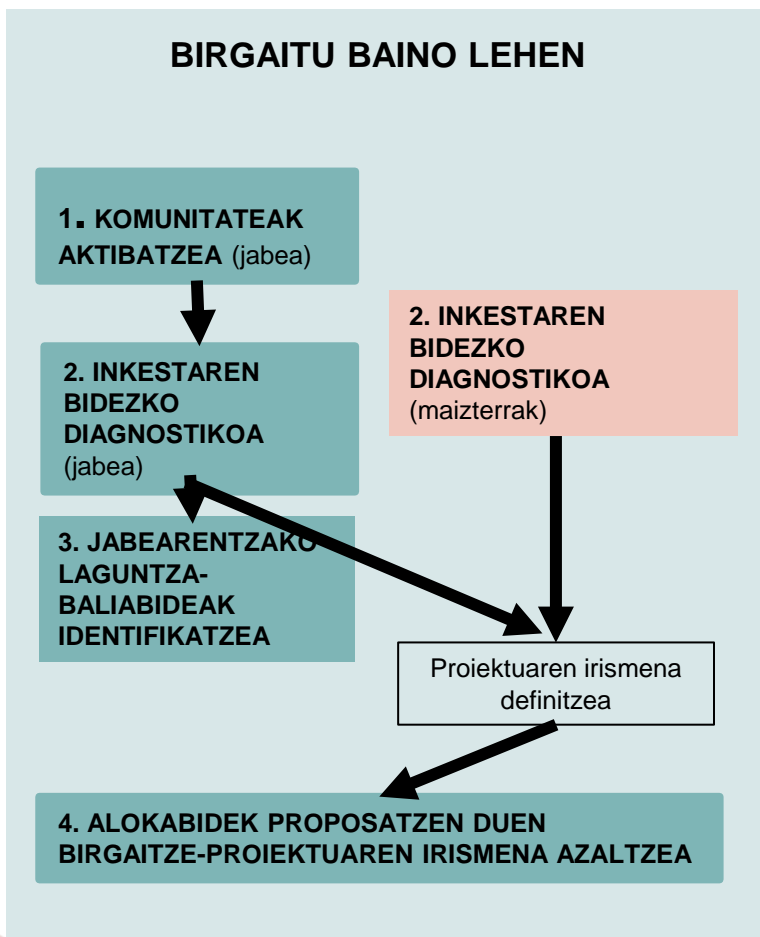 BIRGAITU BAINO LEHEN
1. KOMUNITATEAK
AKTIBATZEA (jabea)
2. INKESTAREN
BIDEZKO
DIAGNOSTIKOA
(jabea)
2. INKESTAREN
BIDEZKO
DIAGNOSTIKOA
(maizterrak)
3. JABEARENTZAKO
LAGUNTZA-
BALIABIDEAK
IDENTIFIKATZEA
Proiektuaren irismena
definitzea
4. ALOKABIDEK PROPOSATZEN DUEN
BIRGAITZE-PROIEKTUAREN IRISMENA AZALTZEA